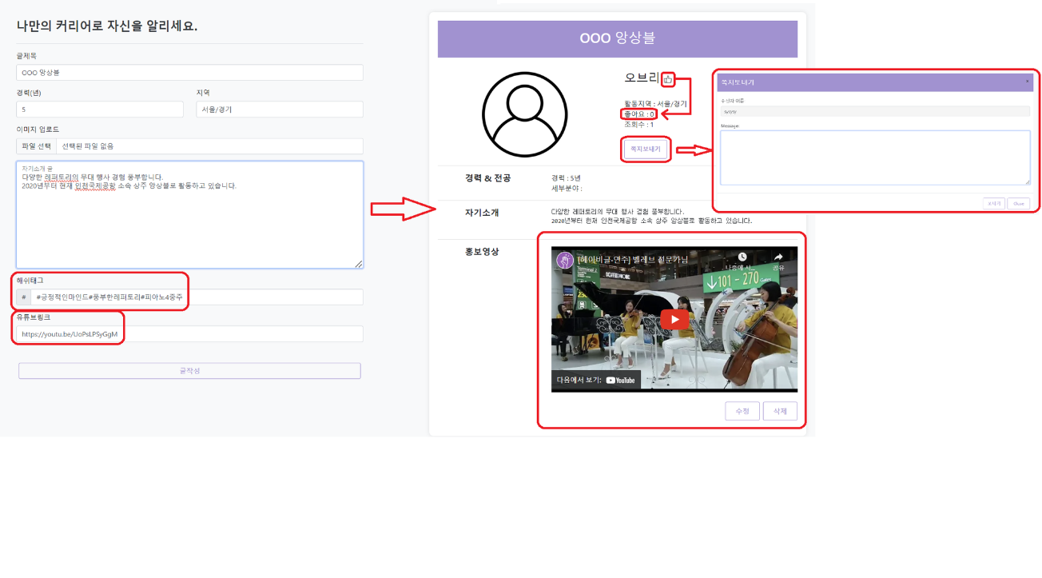 나만의 커리어로 자신을 알리세요.
글제목
OOO 앙상블
경력(년)
지역
5
서울/경기
이미지 업로드
파일 선택
선택된 파일 없음
자기소개 글
다양한 레퍼토리의 무대 행사 경험 풍부합니다.
2020년부터 현재 인천국제공항 소속 상주 앙상블로 활동하고 있습니다.
해쉬태그
# #긍정적인마인드#풍부한레퍼토리#피아노4중주
유튜브링크
https://youtu.be/UoPsLP5yGgM
글작성
OOO 앙상블
오브리
활동지역 : 서울/경기
좋아요 : 0
조회수 : 1
쪽지보내기
경력 & 전공
경력 : 5년
세부분야 :
자기소개
다양한 레퍼토리의 무대 행사 경험 풍부합니다.
2020년부터 현재 인천국제공항 소속 상주 앙상블로 활동하고 있습니다.
홍보영상
[헤이비글-연주] 벨레브 전문가님
나중에 시...
공유
↓101 - 270
다음에서 보기: YouTube
수정
삭제
쪽지보내기
Message
Close